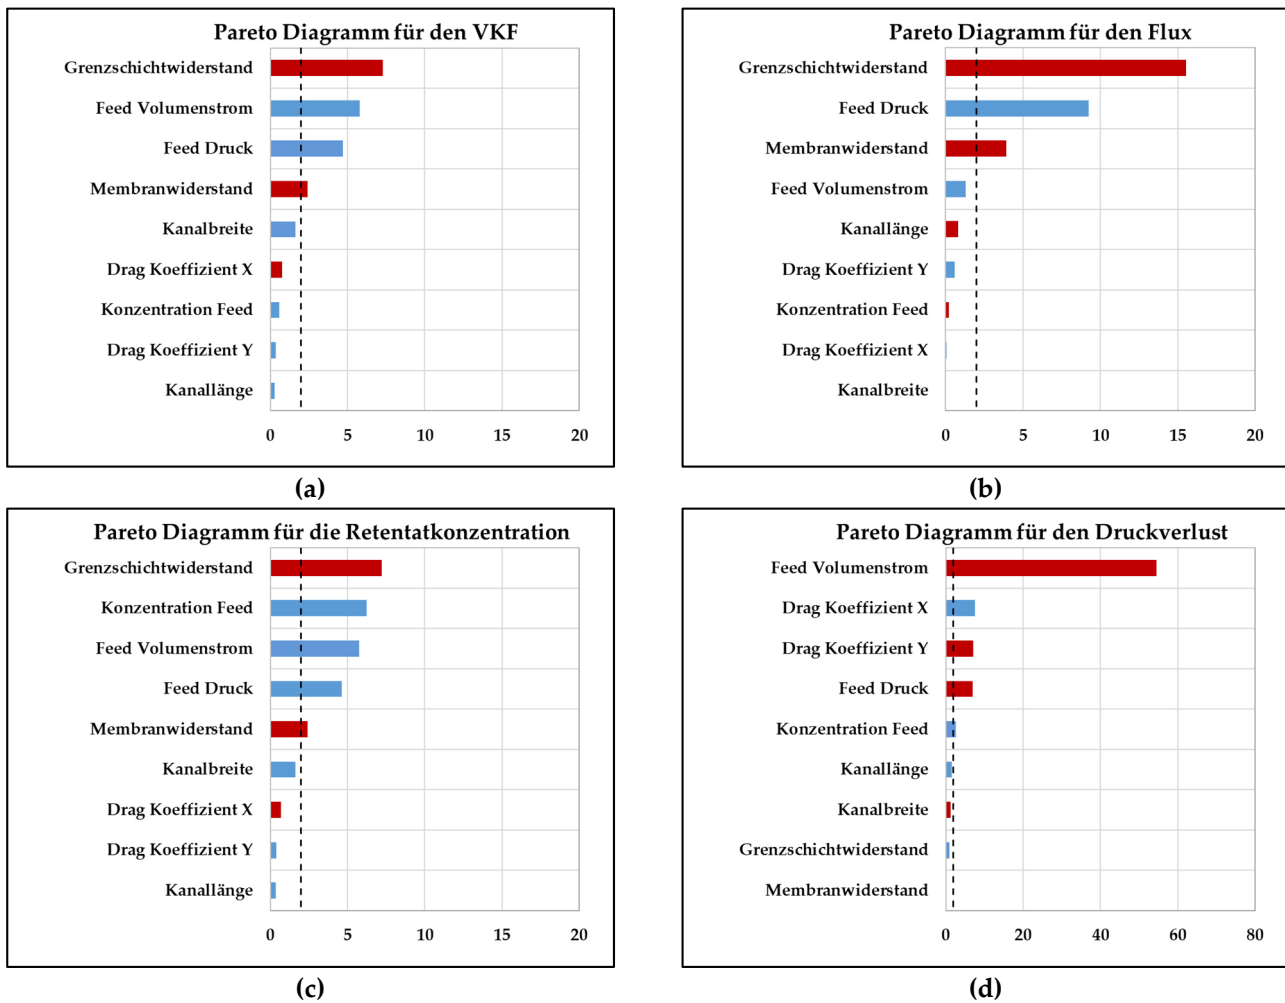 Pareto Diagramm für den VKF
Grenzschichtwiderstand
Feed Volumenstrom
Feed Druck
Membranwiderstand
Kanalbreite
Drag Koeffizient X
Konzentration Feed
Drag Koeffizient Y
Kanallänge
0 5 10 15 20
(a)
Pareto Diagramm für den Flux
Grenzschichtwiderstand
Feed Druck
Membranwiderstand
Feed Volumenstrom
Kanallänge
Drag Koeffizient Y
Konzentration Feed
Drag Koeffizient X
Kanalbreite
0 5 10 15 20
(b)
Pareto Diagramm für die Retentatkonzentration
Grenzschichtwiderstand
Konzentration Feed
Feed Volumenstrom
Feed Druck
Membranwiderstand
Kanalbreite
Drag Koeffizient X
Drag Koeffizient Y
Kanallänge
0 5 10 15 20
(c)
Pareto Diagramm für den Druckverlust
Feed Volumenstrom
Drag Koeffizient X
Drag Koeffizient Y
Feed Druck
Konzentration Feed
Kanallänge
Kanalbreite
Grenzschichtwiderstand
Membranwiderstand
0 20 40 60 80
(d)